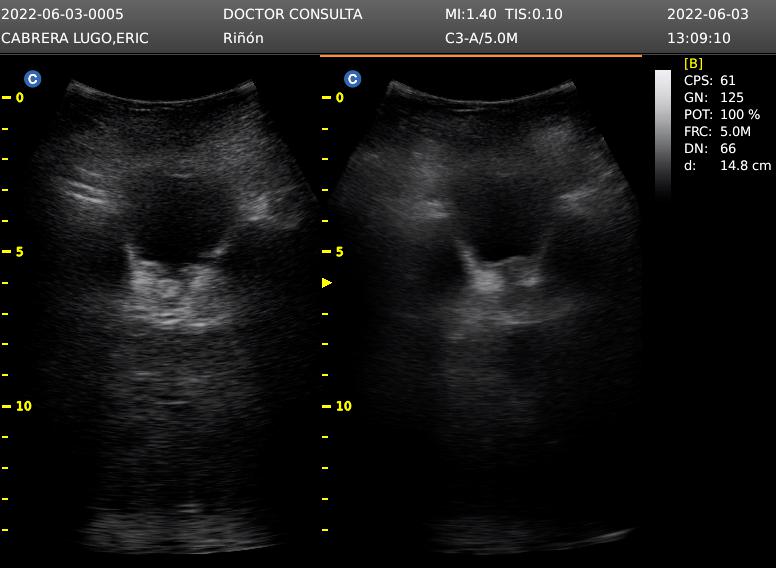 2022-06-03-0005 DOCTOR CONSULTA MI:1.40 TIS:0.10 2022-06-03
CABRERA LUGO,ERIC Riñón C3-A/5.0M 13:09:10
[B]
C C
CPS: 61
0 0
GN: 125
POT: 100 %
FRC: 5.0M
DN: 66
d: 14.8 cm
5 5
10 10